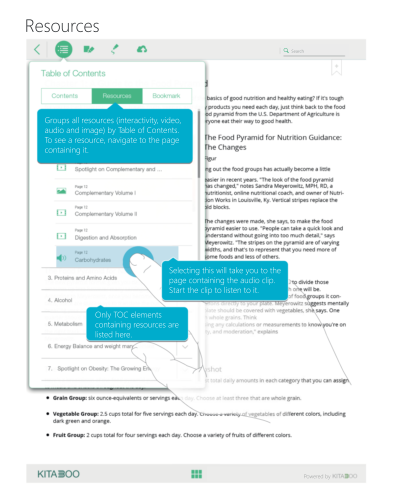 Resources
Search
Table of Contents
Contents
Resources
Bookmark
Groups all resources (interactivity, video,
audio and image) by Table of Contents.
To see a resource, navigate to the page
containing it.
Spotlight on Complementary and ...
Page 12
Complementary Volume I
Page 12
Complementary Volume II
Page 12
Digestion and Absorption
Page 12
Carbohydrates
3. Proteins and Amino Acids
4. Alcohol
5. Metabolism
6. Energy Balance and weight man
7. Spotlight on Obesity: The Growing Em
Selecting this will take you to the
page containing the audio clip.
Start the clip to listen to it.
Only TOC elements
containing resources are
listed here.
basics of good nutrition and healthy eating? If it's tough
products you need each day, just think back to the food
od pyramid from the U.S. Department of Agriculture is
eryone eat their way to good health.
The Food Pyramid for Nutrition Guidance:
The Changes
Figur
ng out the food groups has actually become a little
easier in recent years. "The look of the food pyramid
has changed," notes Sandra Meyerowitz, MPH, RD, a
nutritionist, online nutritional coach, and owner of Nutri-
tion Works in Louisville, Ky. Vertical stripes replace the
old blocks.
The changes were made, she says, to make the food
pyramid easier to use. "People can take a quick look and
understand without going into too much detail," says
Meyerowitz. "The stripes on the pyramid are of varying
widths, and that's to represent that you need more of
some foods and less of others.
to divide those
h one will be.
of food groups it con-
directly to your plate. Meyerowitz suggests mentally
should be covered with vegetables, she says. One
whole grains. Think
ing any calculations or measurements to know you're on
ty, and moderation," explains
shot
total daily amounts in each category that you can assign.
• Grain Group: six ounce-equivalents or servings each day. Choose at least three that are whole grain.
• Vegetable Group: 2.5 cups total for five servings each day. Choose a variety of vegetables of different colors, including
dark green and orange.
• Fruit Group: 2 cups total for four servings each day. Choose a variety of fruits of different colors.
KITABOO
Powered by KITABOO